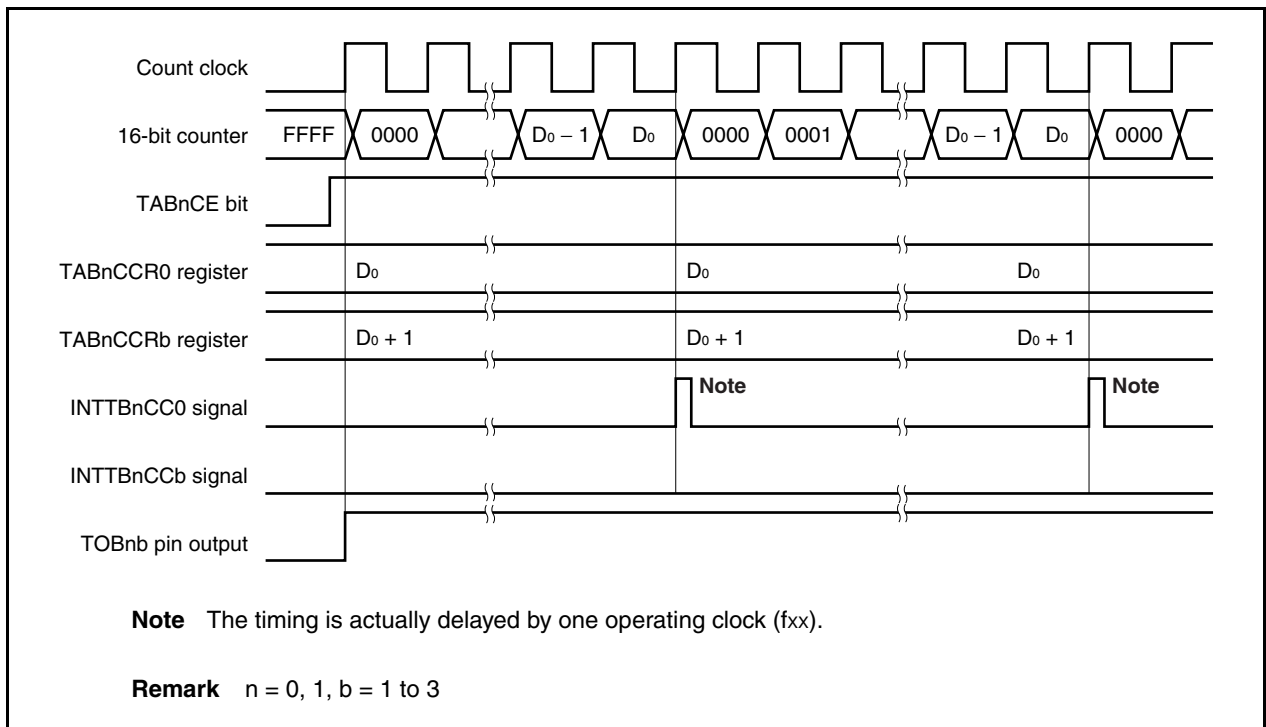 Count clock
16-bit counter FFFF 0000 D0 − 1 D0 0000 0001 D0 − 1 D0 0000
TABnCE bit
TABnCCR0 register D0 D0 D0
TABnCCRb register D0 + 1 D0 + 1 D0 + 1
INTTBnCC0 signal Note Note
INTTBnCCb signal
TOBnb pin output
Note The timing is actually delayed by one operating clock (fxx).
Remark n = 0, 1, b = 1 to 3